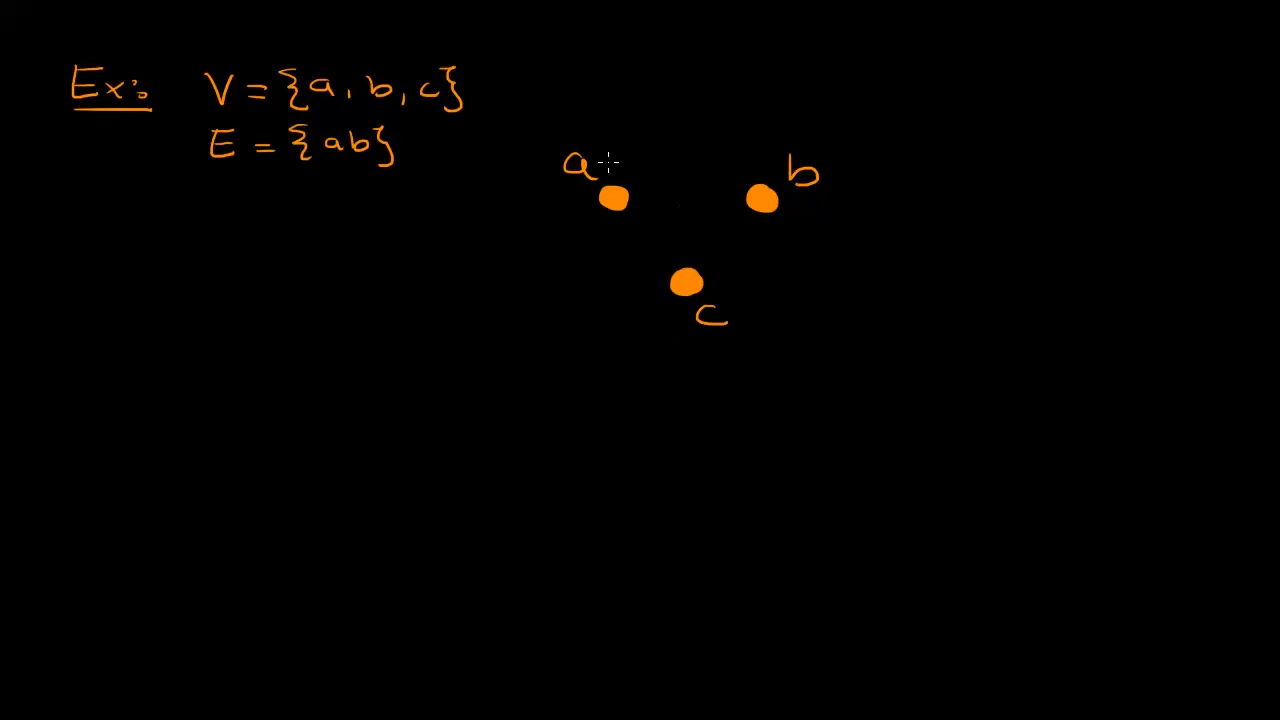 Ex: V = {a, b, c}
E = {ab}
a
b
c